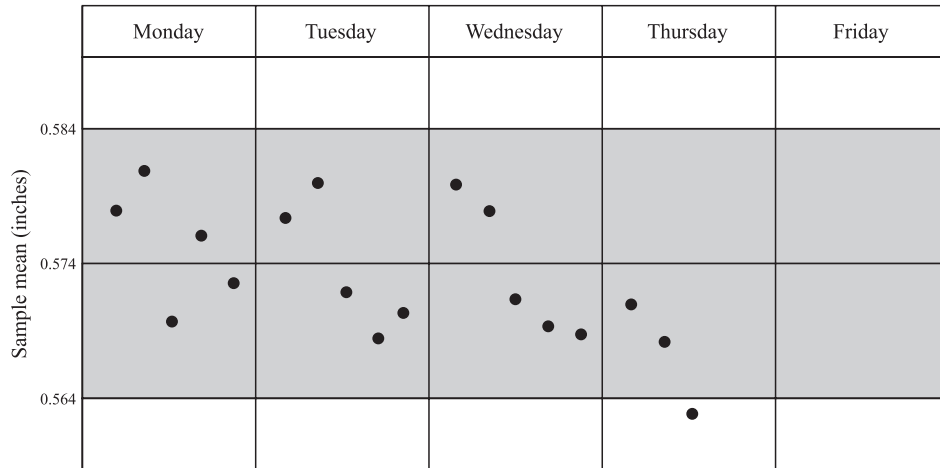 Monday
Tuesday
Wednesday
Thursday
Friday
0.584
0.574
0.564
Sample mean (inches)